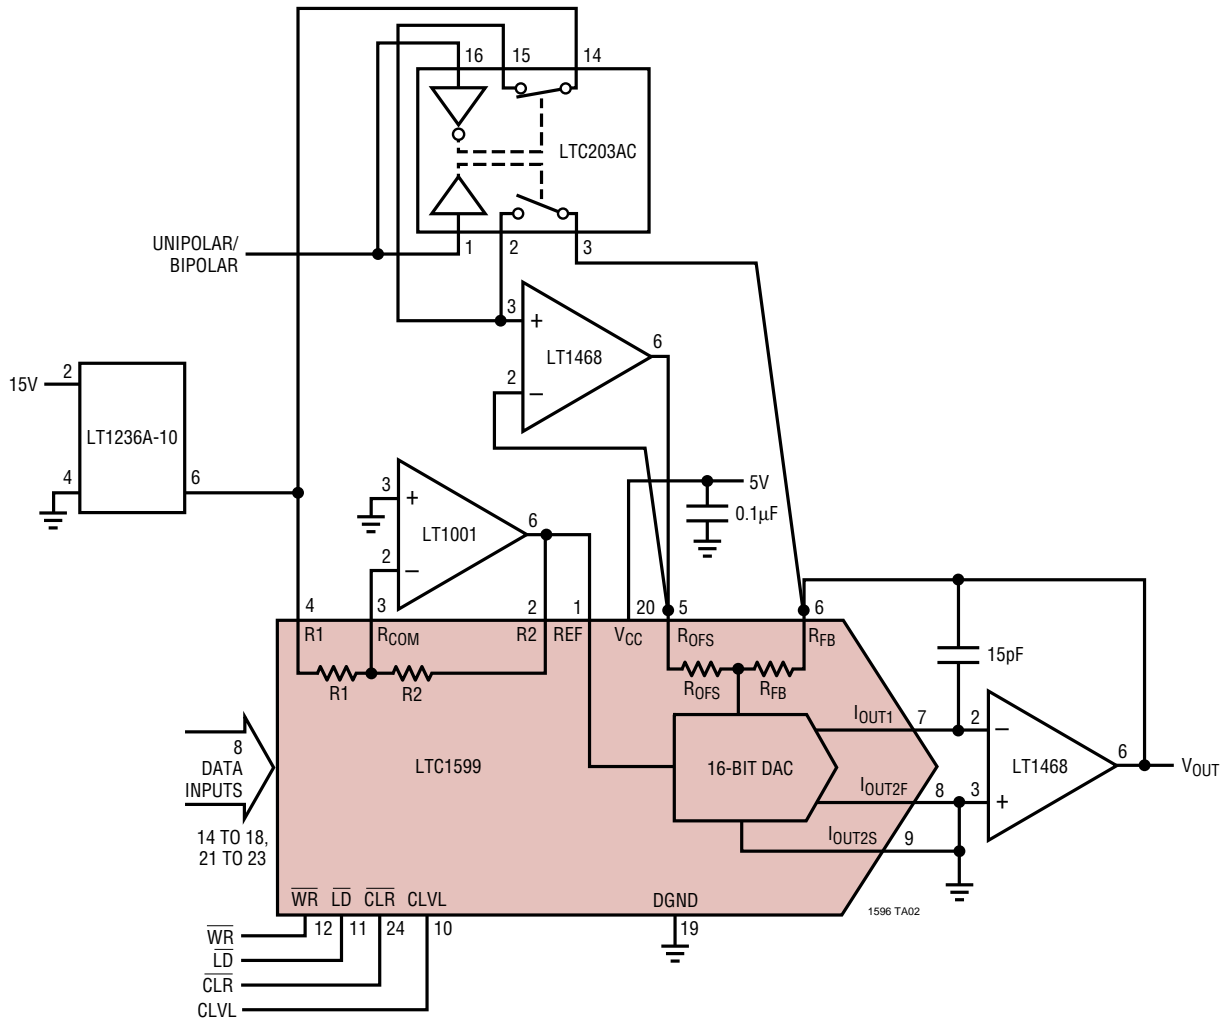 16 15 14
LTC203AC
UNIPOLAR/
BIPOLAR
1 2 3
3
+
LT1468
6
2
−
15V
2
LT1236A-10
4
6
3
+
LT1001
6
2
−
5V
0.1µF
4 3 2 1 20 5 6
R1 RCOM R2 REF VCC ROFS RFB
R1 R2
ROFS RFB
15pF
8
DATA
INPUTS
14 TO 18,
21 TO 23
LTC1599
16-BIT DAC
IOUT1 7
IOUT2F 8
IOUT2S 9
2
−
3
+
LT1468
6
VOUT
WR LD CLR CLVL DGND
1596 TA02
12 11 24 10 19
WR
LD
CLR
CLVL